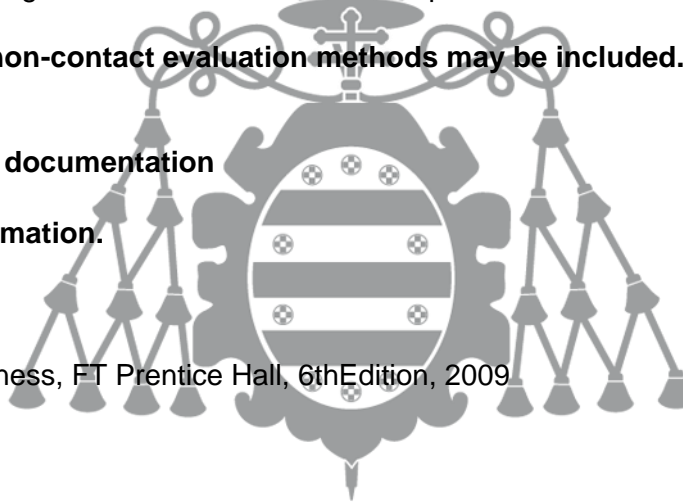 non-contact evaluation methods may be included.
documentation
mation.
ness, FT Prentice Hall, 6thEdition, 2009